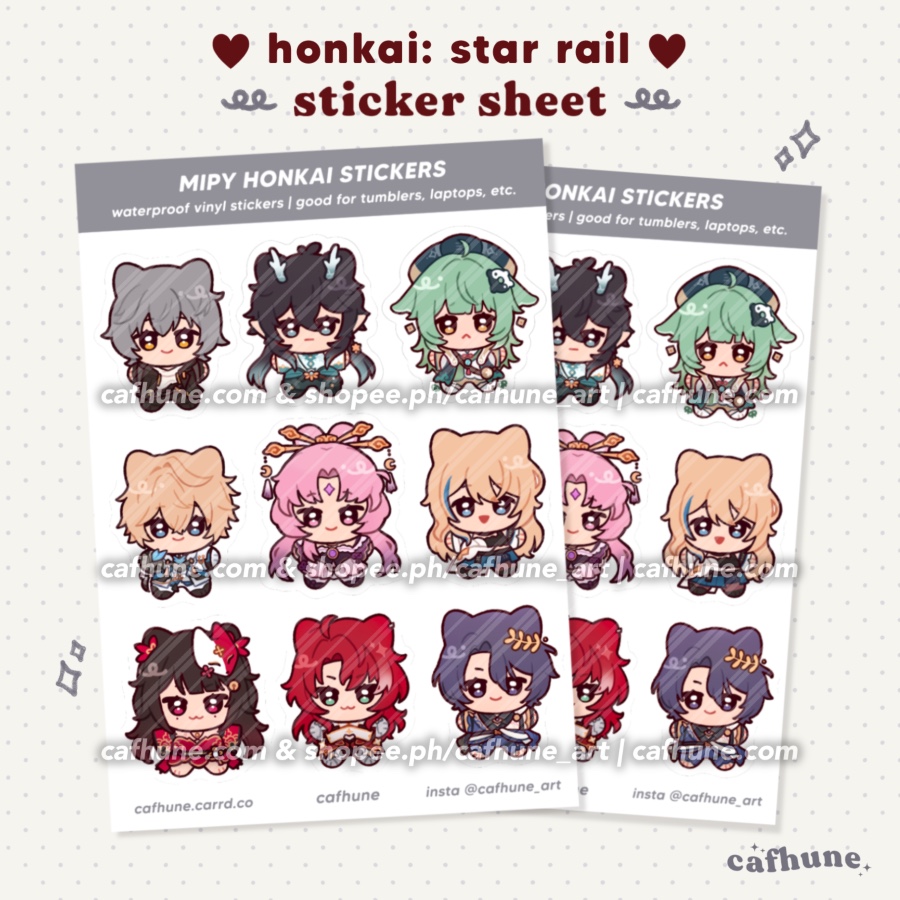 honkai: star rail
sticker sheet
MIPY HONKAI STICKERS
waterproof vinyl stickers | good for tumblers, laptops, etc.
ONKAI STICKERS
ers | good for tumblers, laptops, etc.
cafhune.com & shopee.ph/cafhune_art | cafhune.com
cafhune.com & shopee.ph/cafhune_art | cafhune.com
cafhune.com & shopee.ph/cafhune_art | cafhune.com
cafhune.carrd.co
cafhune
insta @cafhune_art
insta @cafhune_art
cafhune